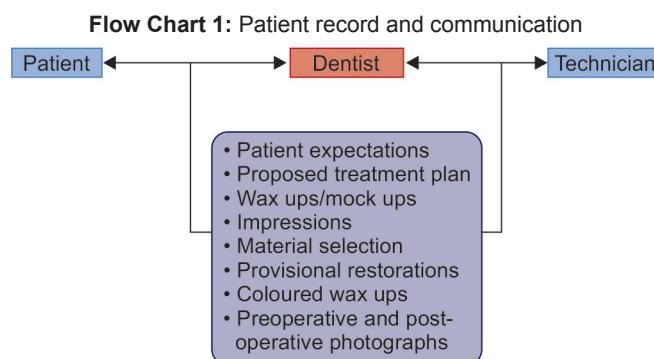 Flow Chart 1: Patient record and communication
Patient
Dentist
Technician
• Patient expectations
• Proposed treatment plan
• Wax ups/mock ups
• Impressions
• Material selection
• Provisional restorations
• Coloured wax ups
• Preoperative and post-
operative photographs